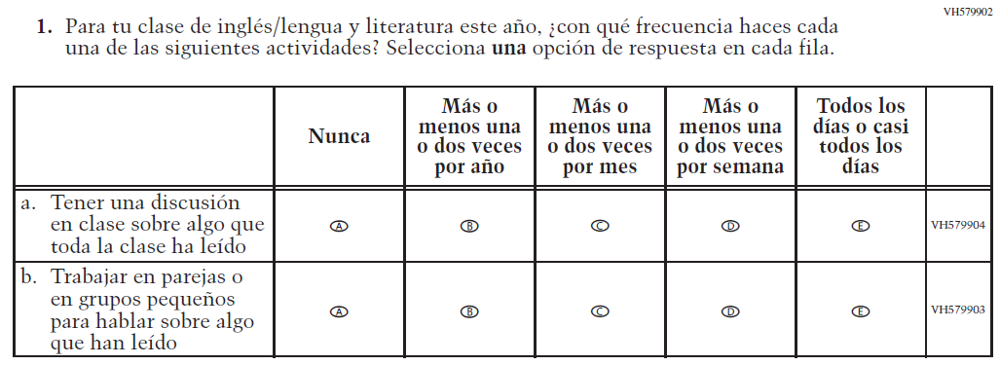 VH579902
1. Para tu clase de inglés/lengua y literatura este año, ¿con qué frecuencia haces cada
una de las siguientes actividades? Selecciona una opción de respuesta en cada fila.
Nunca
Más o
menos una
o dos veces
por año
Más o
menos una
o dos veces
por mes
Más o
menos una
o dos veces
por semana
Todos los
días o casi
todos los
días
a. Tener una discusión
en clase sobre algo que
toda la clase ha leído
A B C D E VH579904
b. Trabajar en parejas o
en grupos pequeños
para hablar sobre algo
que han leído
A B C D E VH579903